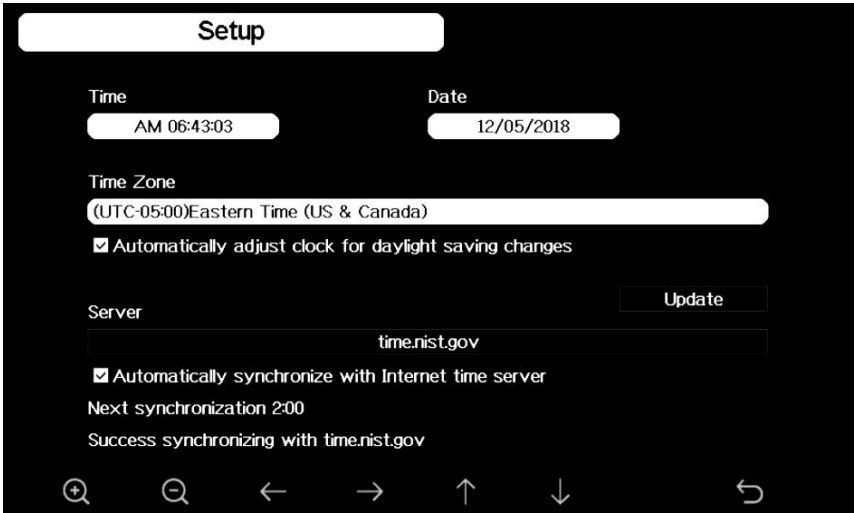 Setup
Time Date
AM 06:43:03 12/05/2018
Time Zone
(UTC-05:00)Eastern Time (US & Canada)
Automatically adjust clock for daylight saving changes
Update
Server
time.nist.gov
Automatically synchronize with Internet time server
Next synchronization 2:00
Success synchronizing with time.nist.gov